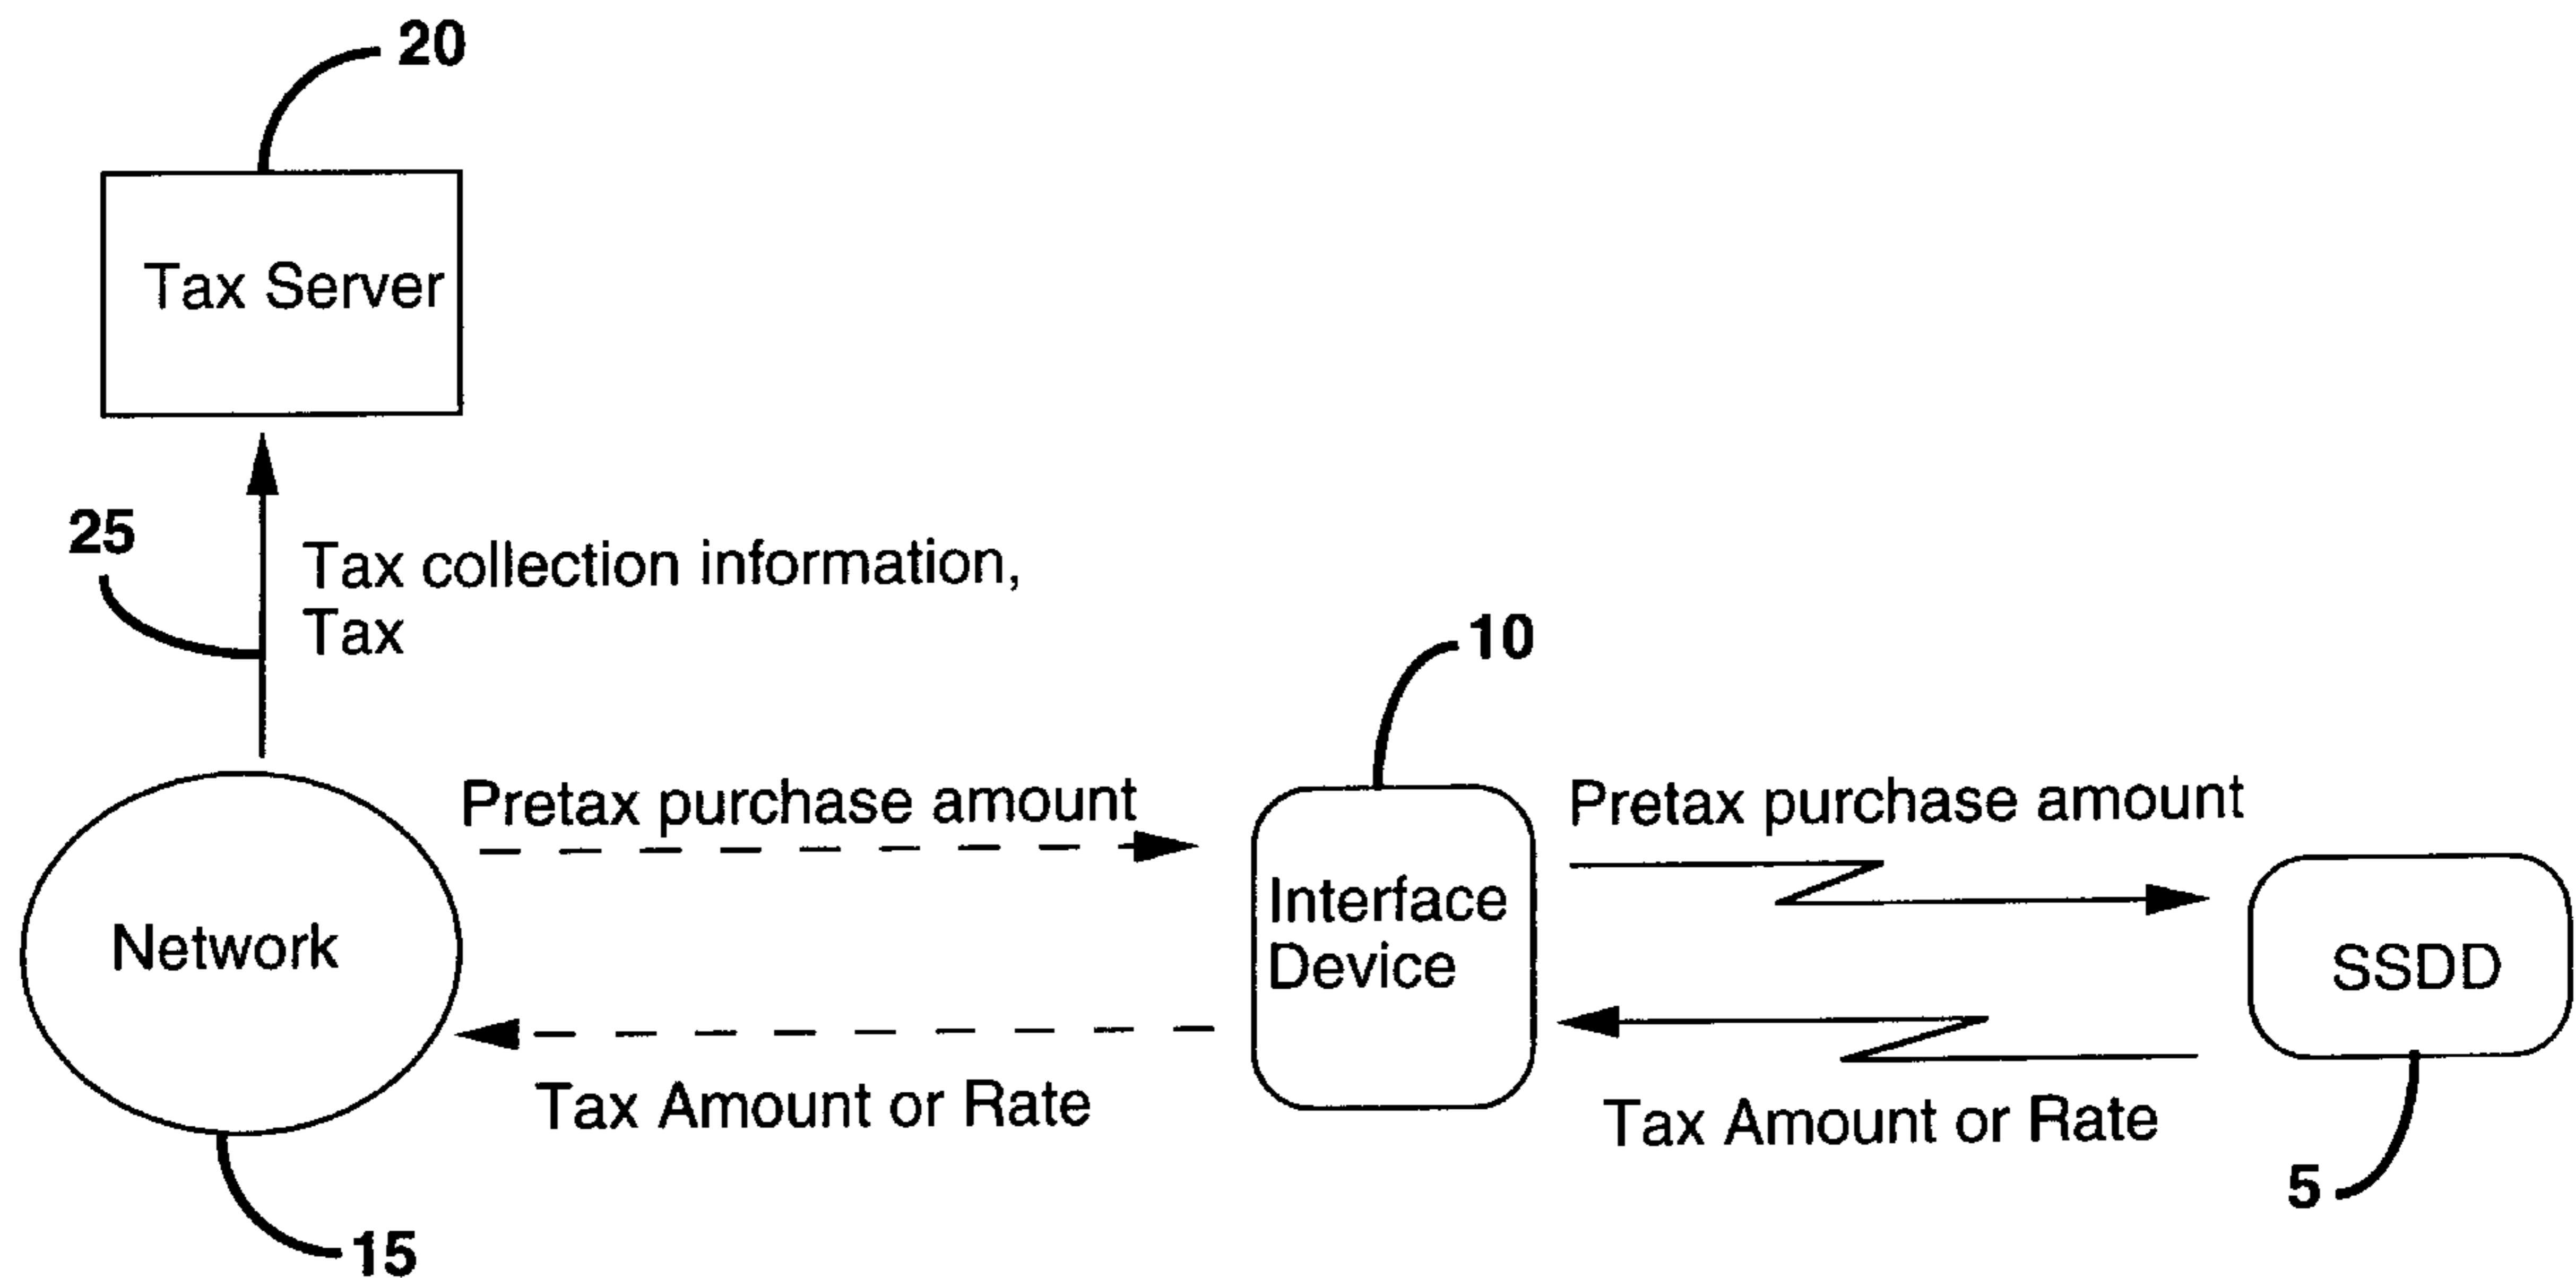 20
Tax Server
25
Tax collection information,
Tax
10
Pretax purchase amount
Pretax purchase amount
Interface
Device
Network
SSDD
Tax Amount or Rate
Tax Amount or Rate
5
15